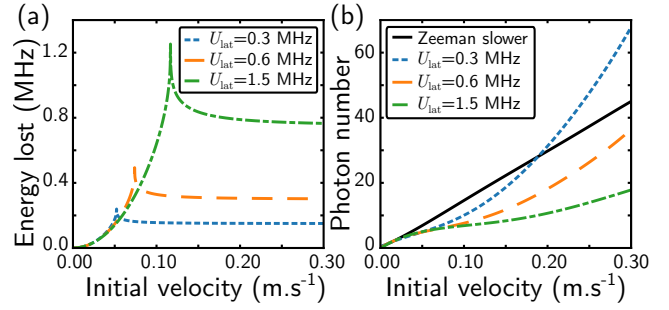 (a)
Energy lost (MHz)
1.2
0.8
0.4
0.0
U_lat=0.3 MHz
U_lat=0.6 MHz
U_lat=1.5 MHz
0.00 0.10 0.20 0.30
Initial velocity (m.s⁻¹)
(b)
Photon number
60
40
20
0
Zeeman slower
U_lat=0.3 MHz
U_lat=0.6 MHz
U_lat=1.5 MHz
0.00 0.10 0.20 0.30
Initial velocity (m.s⁻¹)